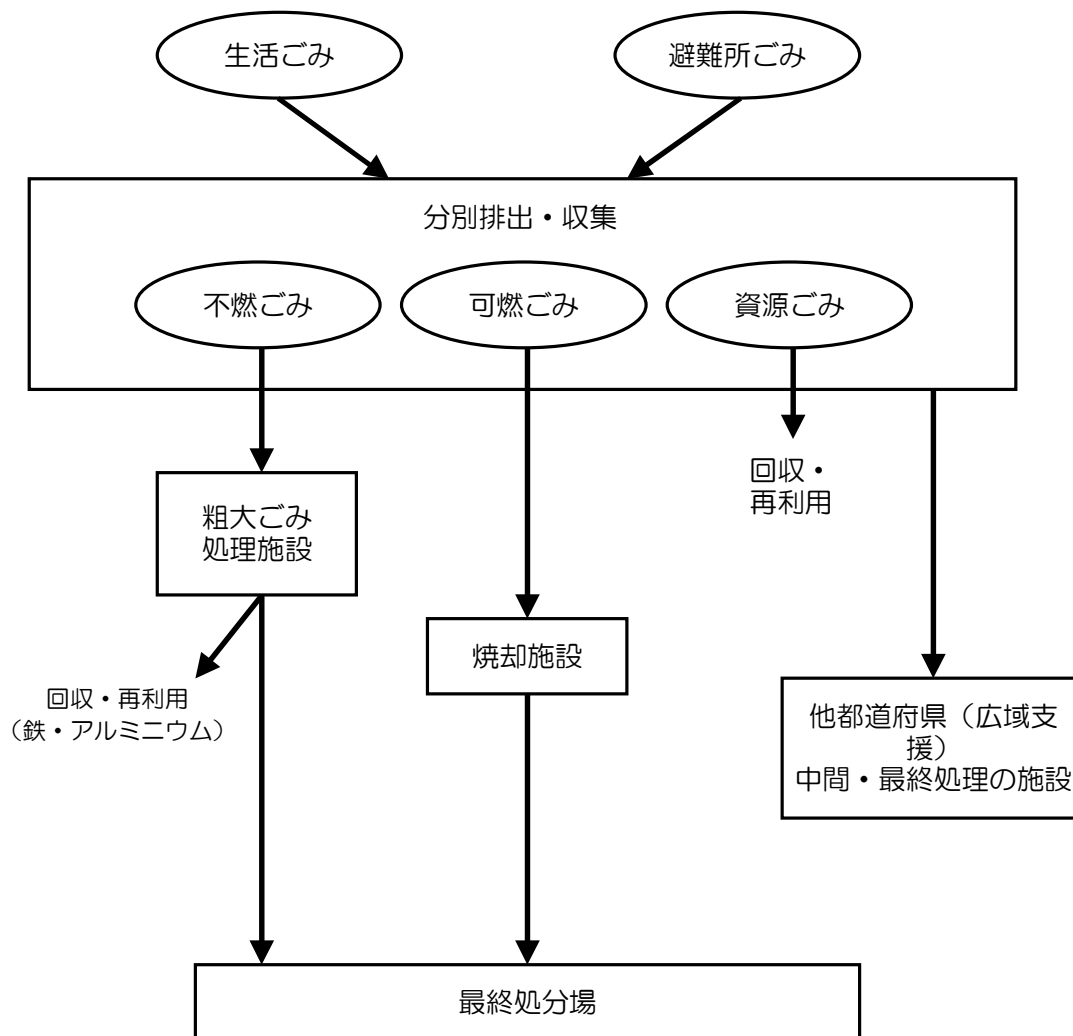 生活ごみ
避難所ごみ
分別排出・収集
不燃ごみ
可燃ごみ
資源ごみ
回収・
再利用
粗大ごみ
処理施設
焼却施設
回収・再利用
（鉄・アルミニウム）
他都道府県（広域支
援）
中間・最終処理の施設
最終処分場